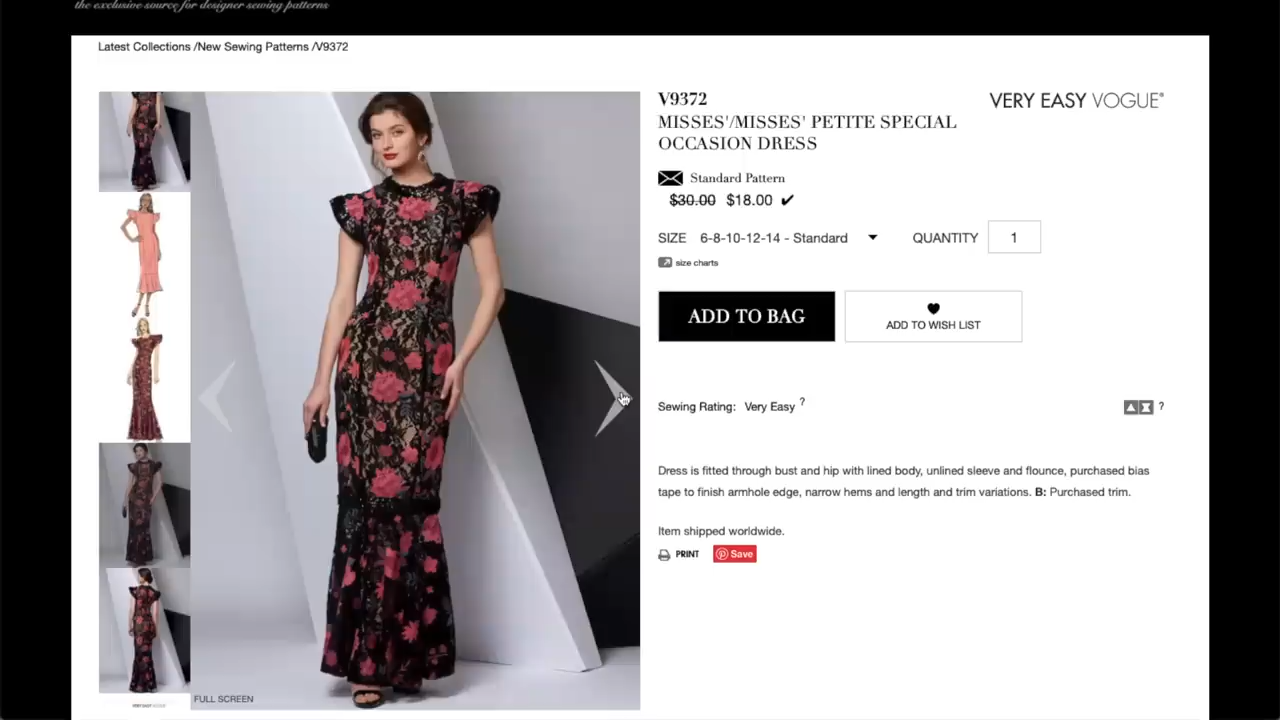 the exclusive source for designer sewing patterns
Latest Collections /New Sewing Patterns /V9372
V9372
VERY EASY VOGUE®
MISSES'/MISSES' PETITE SPECIAL
OCCASION DRESS
Standard Pattern
$30.00 $18.00 ✔
SIZE 6-8-10-12-14 - Standard QUANTITY 1
size charts
ADD TO BAG
ADD TO WISH LIST
Sewing Rating: Very Easy ?
?
Dress is fitted through bust and hip with lined body, unlined sleeve and flounce, purchased bias
tape to finish armhole edge, narrow hems and length and trim variations. B: Purchased trim.
Item shipped worldwide.
PRINT Save
FULL SCREEN
VERY EASY VOGUE